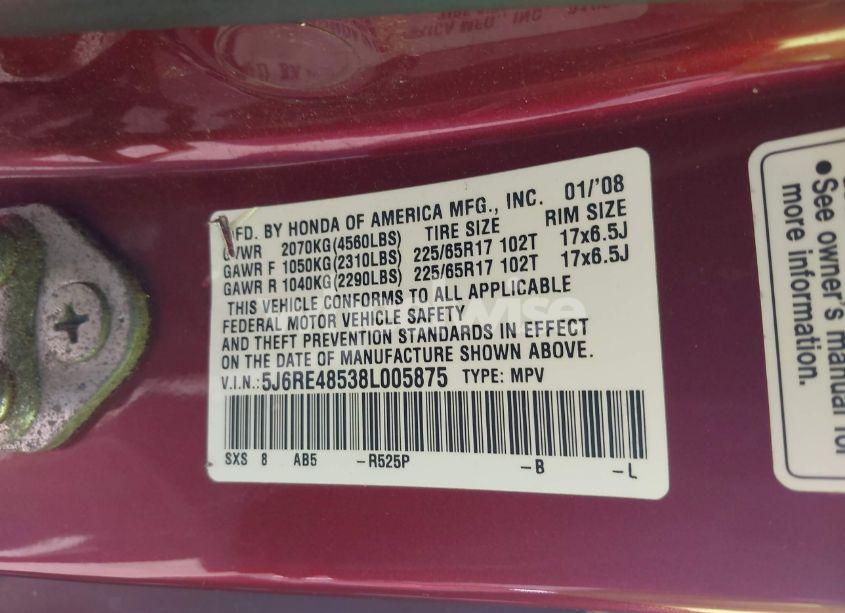 MFD. BY HONDA OF AMERICA MFG., INC. 01/'08
GVWR 2070KG(4560LBS) TIRE SIZE RIM SIZE
GAWR F 1050KG(2310LBS) 225/65R17 102T 17x6.5J
GAWR R 1040KG(2290LBS) 225/65R17 102T 17x6.5J
THIS VEHICLE CONFORMS TO ALL APPLICABLE
FEDERAL MOTOR VEHICLE SAFETY
AND THEFT PREVENTION STANDARDS IN EFFECT
ON THE DATE OF MANUFACTURE SHOWN ABOVE.
V.I.N.:5J6RE48538L005875 TYPE: MPV
SXS 8 AB5 -R525P -B -L
•See owner's manual for
more information.